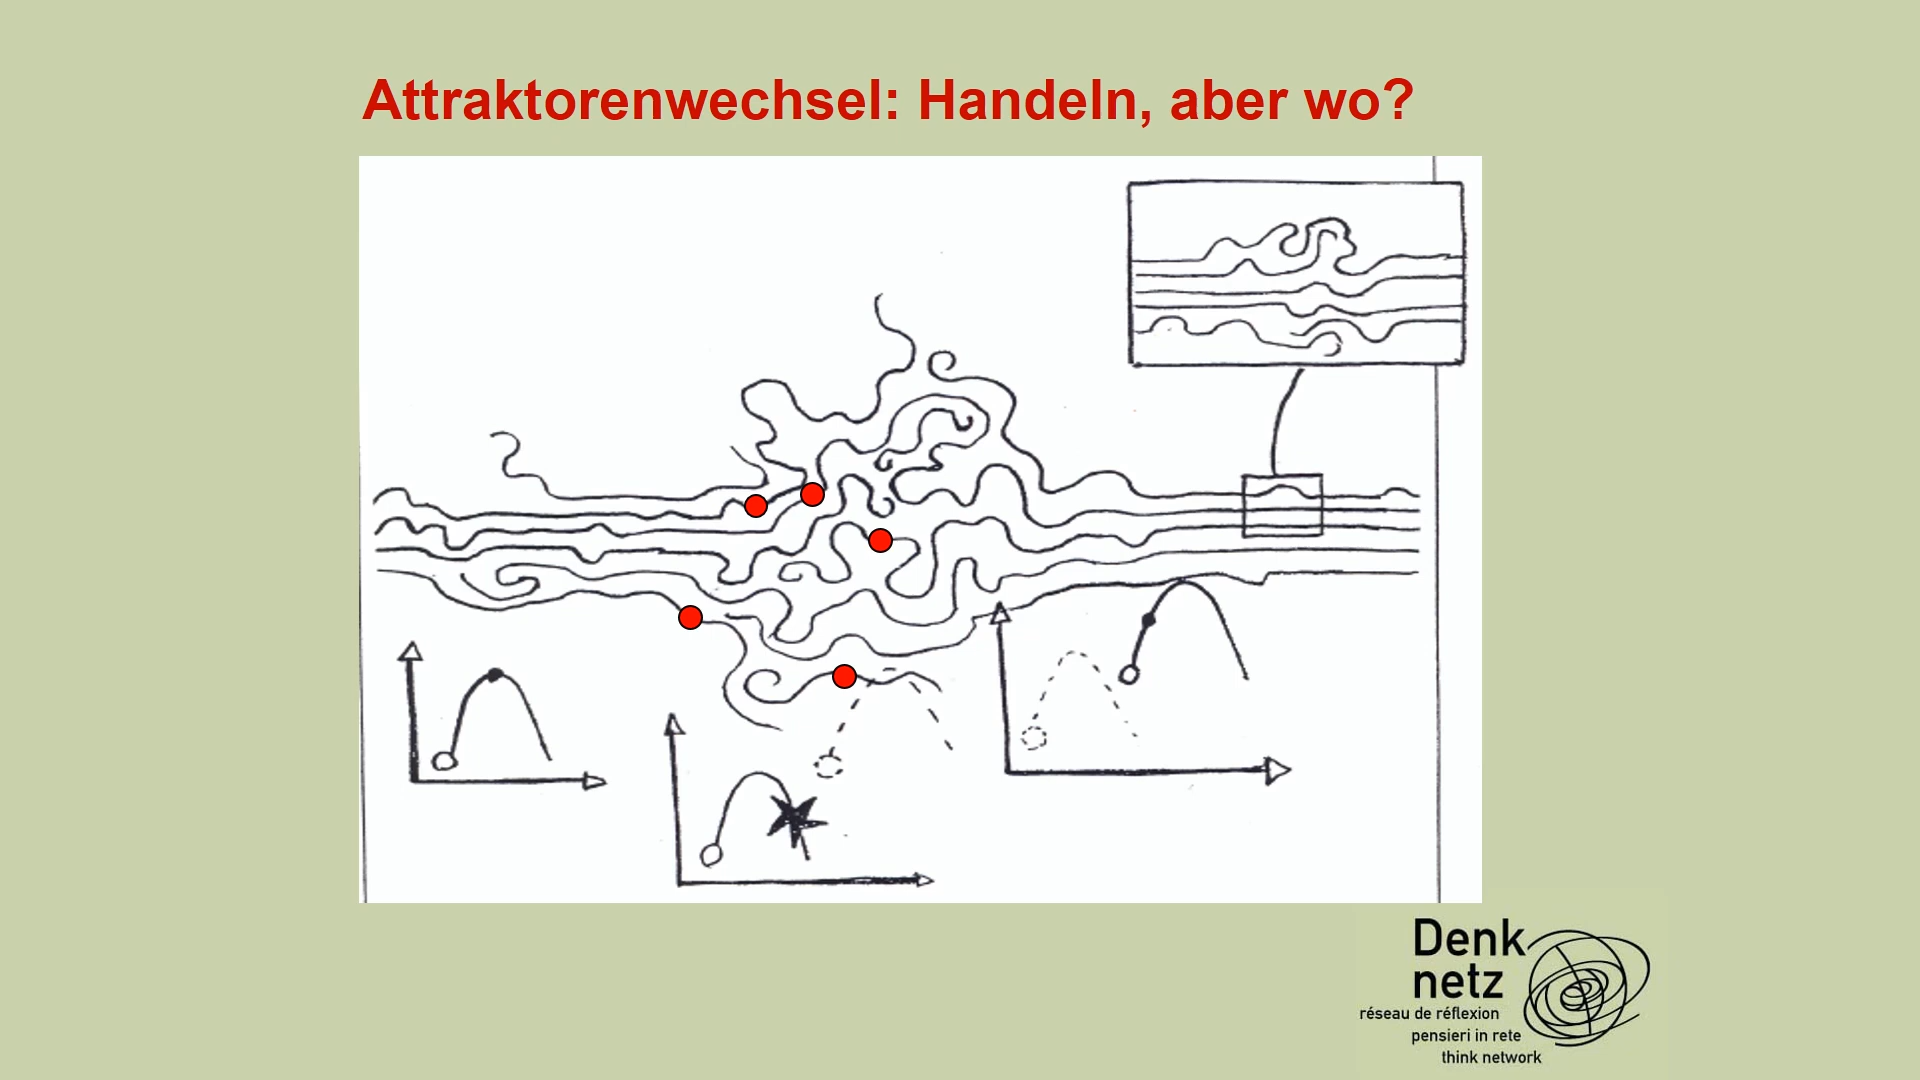 Attraktorenwechsel: Handeln, aber wo?
Denk
netz
réseau de réflexion
pensieri in rete
think network